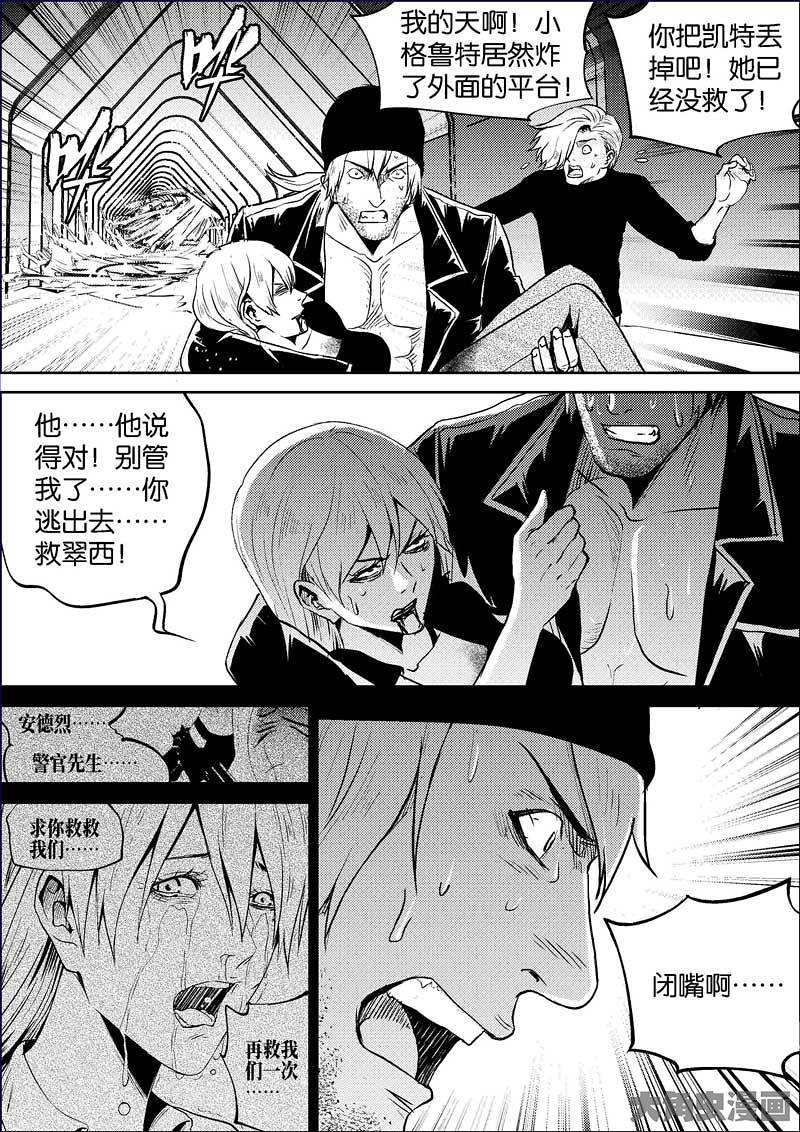 我的天啊！小
格鲁特居然炸
了外面的平台！
你把凯特丢
掉吧！她已
经没救了！
他……他说
得对！别管
我了……你
逃出去……
救翠西！
安德烈……
警官先生……
求你救救
我们……
再救我
们一次
……
闭嘴啊……
大角虫漫画